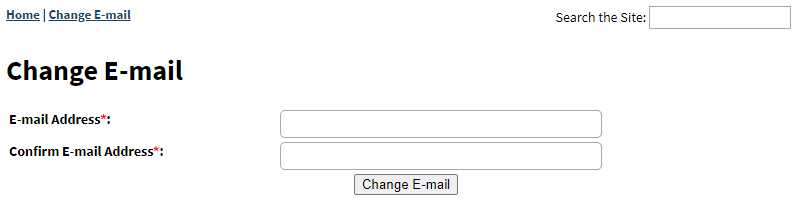 Home | Change E-mail
Search the Site:
Change E-mail
E-mail Address*:
Confirm E-mail Address*:
Change E-mail